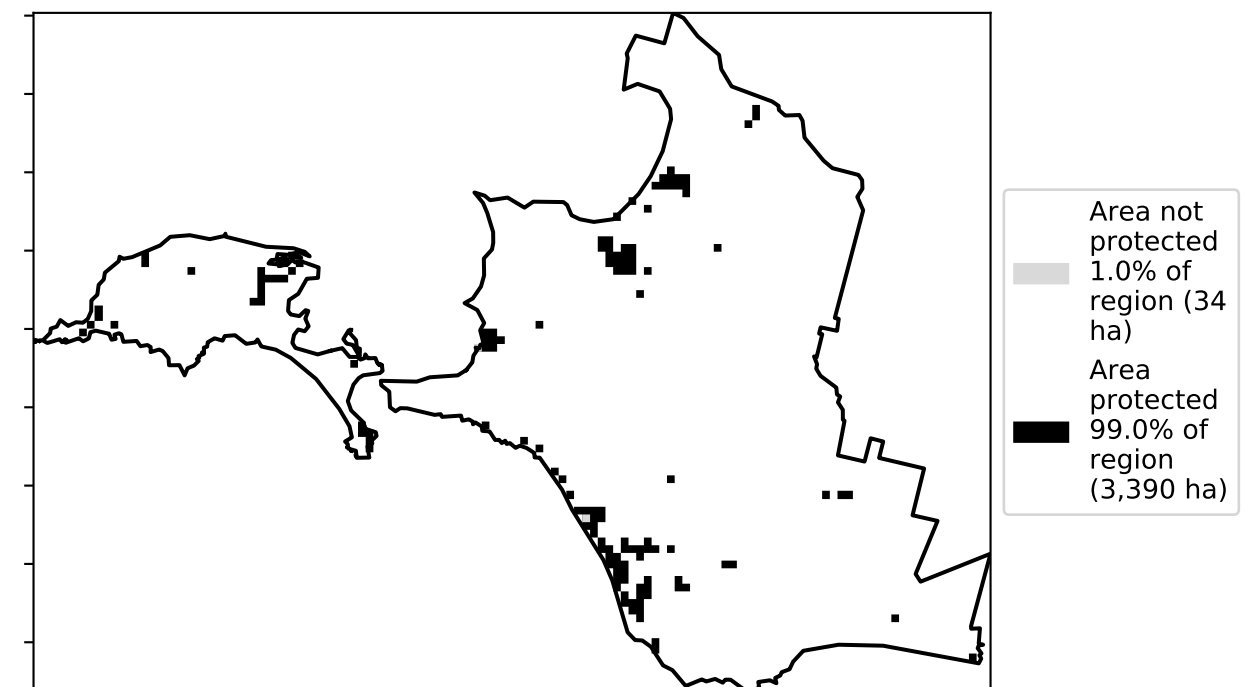 Area not
protected
1.0% of
region (34
ha)
Area
protected
99.0% of
region
(3,390 ha)